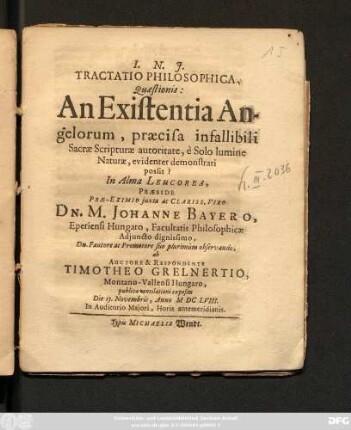 I. N. J.
TRACTATIO PHILOSOPHICA,
Quæstionis:
An Existentia An-
gelorum, præcisa infallibili
Sacræ Scripturæ autoritate, è Solo lumine
Naturæ, evidenter demonstrari
possit?
In Alma LEUCOREA,
PRÆSIDE
PRÆ-EXIMIO juxta ac CLARISS. VIRO
DN. M. JOHANNE BAYERO,
Eperiensi Hungaro, Facultatis Philosophicæ
Adjuncto dignissimo,
Dn. Fautore ac Promotore suo plurimùm observando,
ab
AUCTORE & RESPONDENTE
TIMOTHEO GRELNERTIO,
Montano-Vallensi Hungaro,
publicæ ventilationi exposita
Die 17. Novembris, Anno M DC LVIII.
In Auditorio Majori, Horis antemeridianis.
Typis MICHAELIS Wendt.